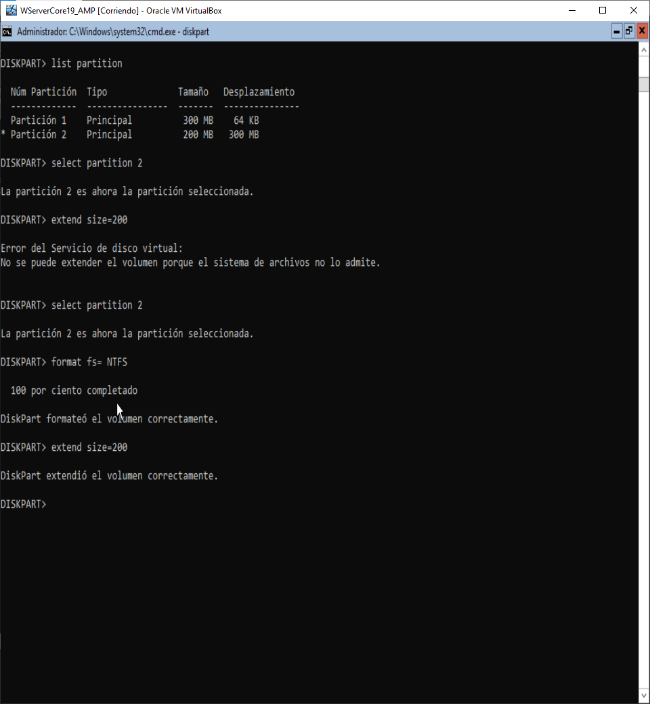 WServerCore19_AMP [Corriendo] - Oracle VM VirtualBox
Administrador: C:\Windows\system32\cmd.exe - diskpart
DISKPART> list partition
Núm Partición  Tipo              Tamaño   Desplazamiento
-------------  ----------------  -------  ---------------
Partición 1    Principal          300 MB    64 KB
* Partición 2    Principal          200 MB   300 MB
DISKPART> select partition 2
La partición 2 es ahora la partición seleccionada.
DISKPART> extend size=200
Error del Servicio de disco virtual:
No se puede extender el volumen porque el sistema de archivos no lo admite.
DISKPART> select partition 2
La partición 2 es ahora la partición seleccionada.
DISKPART> format fs= NTFS
100 por ciento completado
DiskPart formateó el volumen correctamente.
DISKPART> extend size=200
DiskPart extendió el volumen correctamente.
DISKPART>